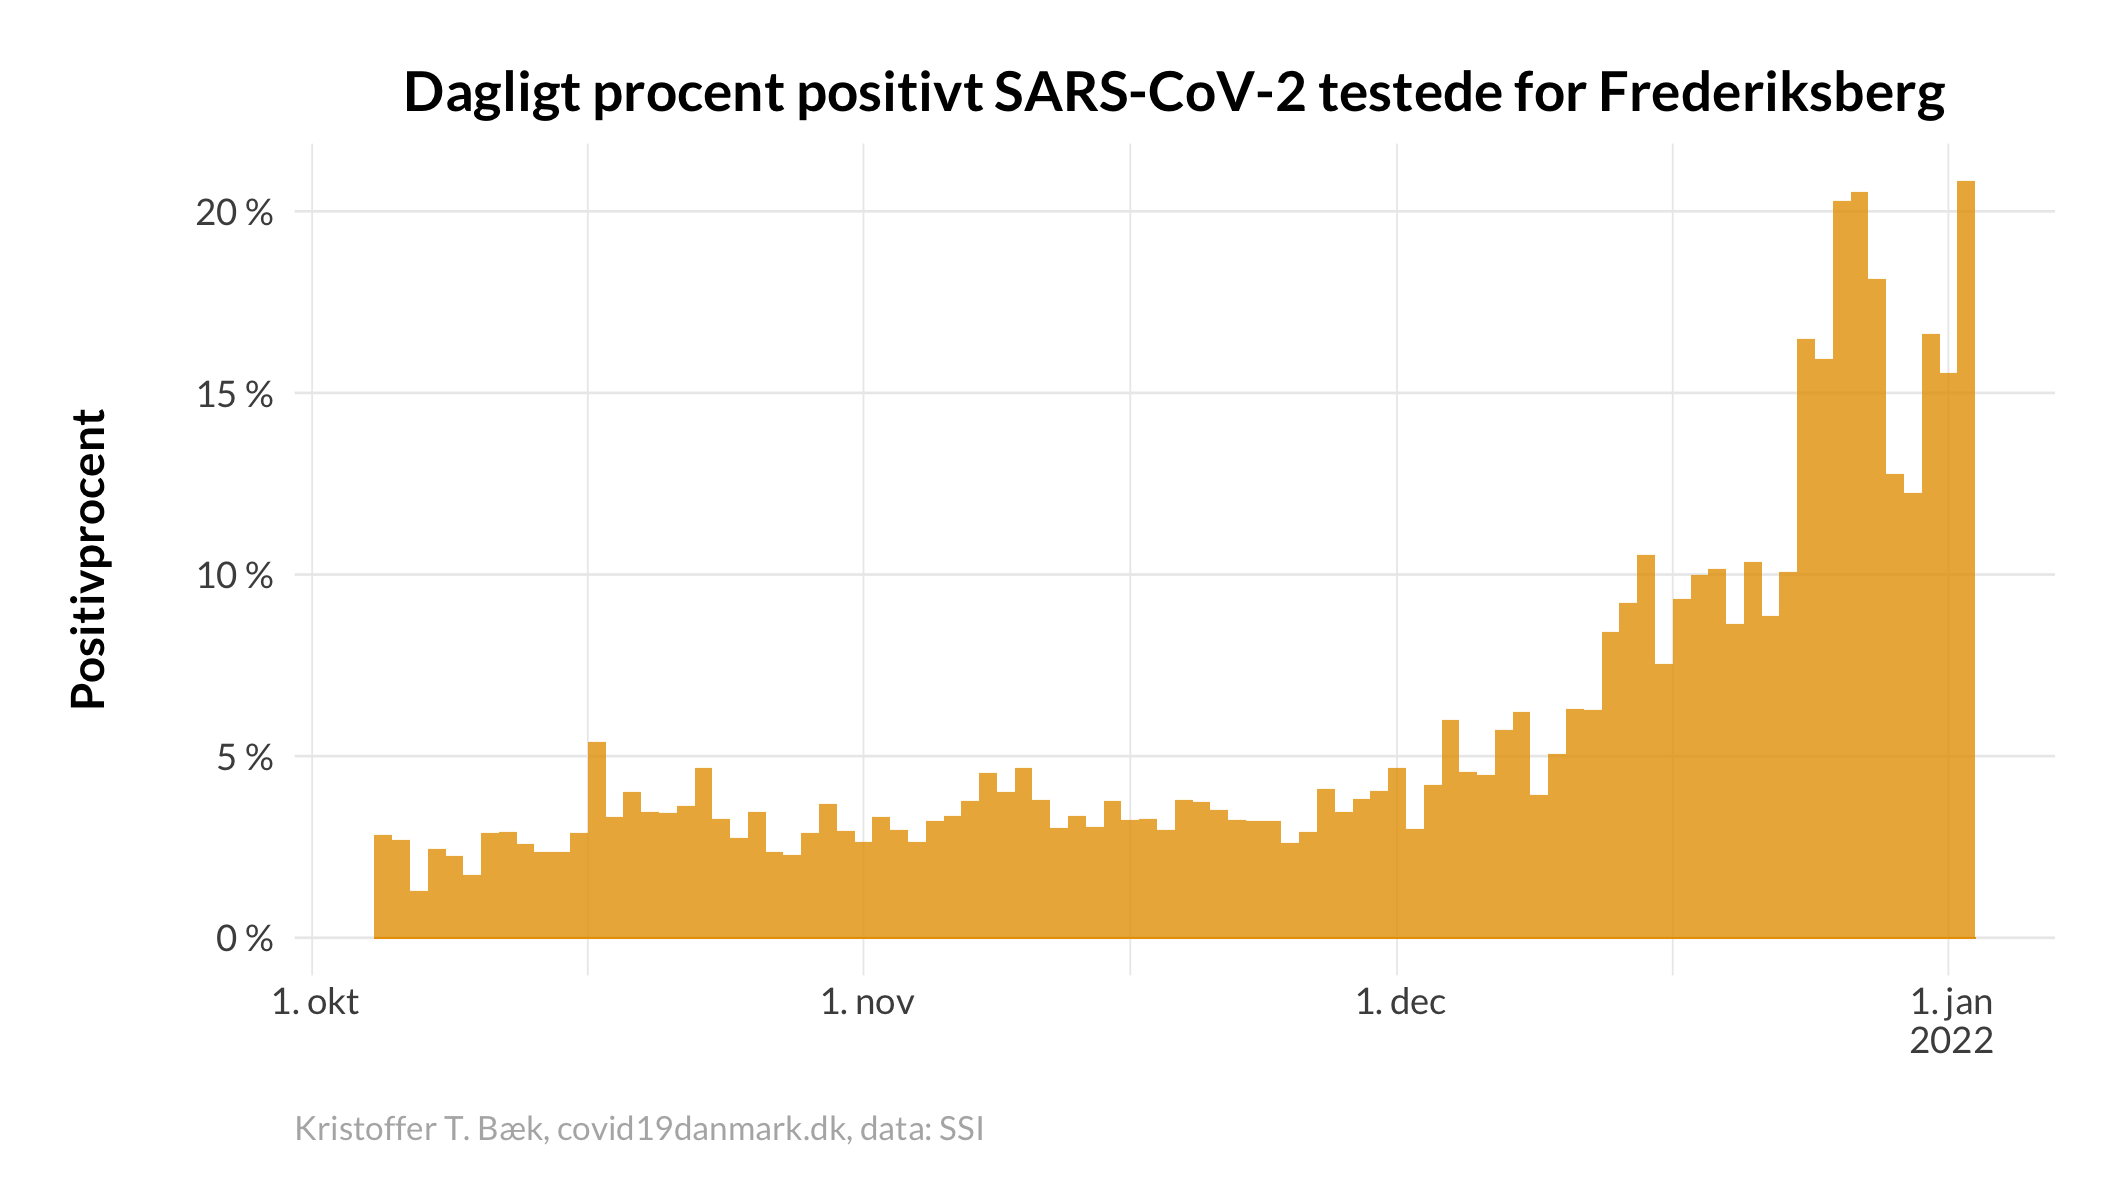 Dagligt procent positivt SARS-CoV-2 testede for Frederiksberg
Positivprocent
20 %
15 %
10 %
5 %
0 %
1. okt
1. nov
1. dec
1. jan
2022
Kristoffer T. Bæk, covid19danmark.dk, data: SSI